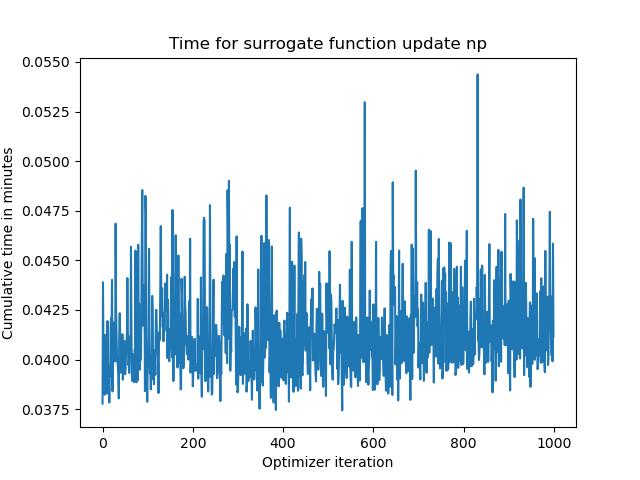 Time for surrogate function update np
Cumulative time in minutes
0.0550
0.0525
0.0500
0.0475
0.0450
0.0425
0.0400
0.0375
0 200 400 600 800 1000
Optimizer iteration